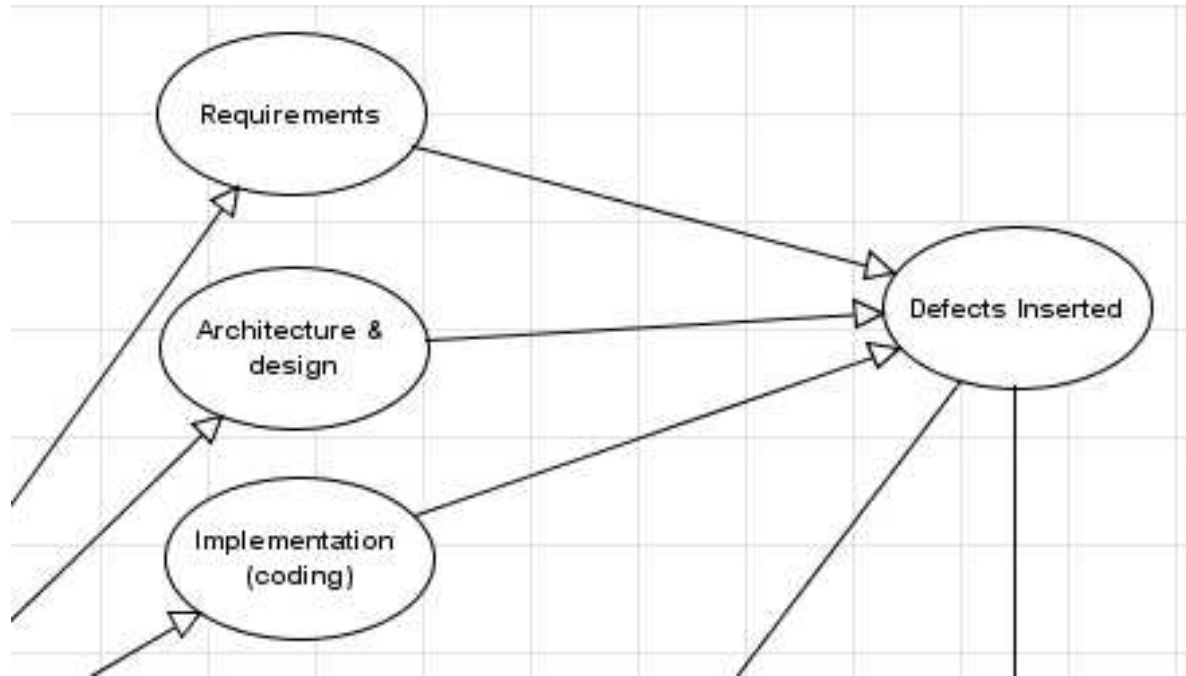 Requirements
Architecture &
design
Implementation
(coding)
Defects Inserted